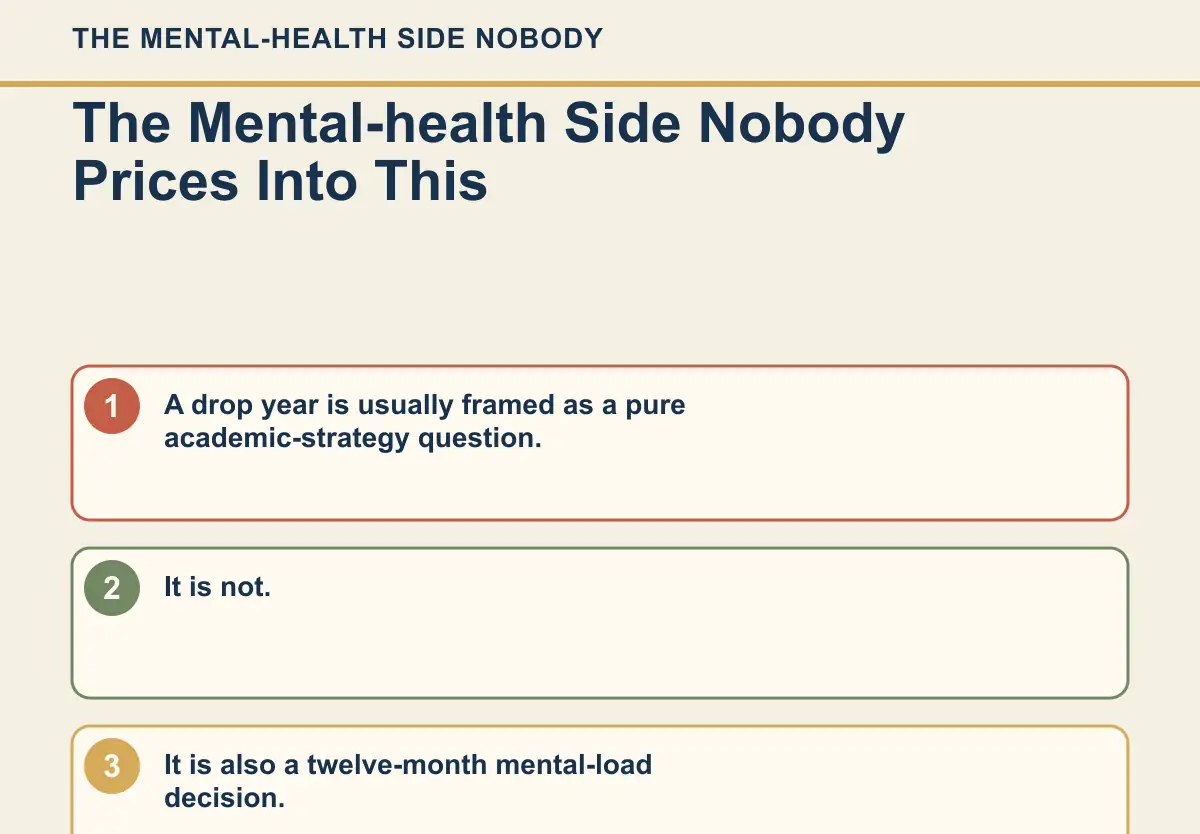 THE MENTAL-HEALTH SIDE NOBODY
The Mental-health Side Nobody
Prices Into This
1
A drop year is usually framed as a pure
academic-strategy question.
2
It is not.
3
It is also a twelve-month mental-load
decision.